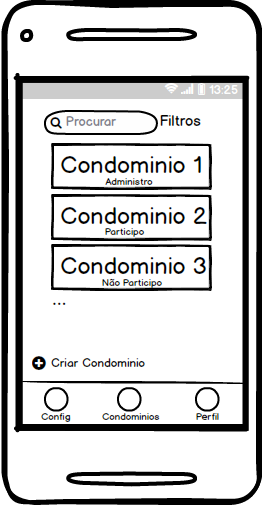 13:25
Procurar Filtros
Condominio 1
Administro
Condominio 2
Participo
Condominio 3
Não Participo
...
Criar Condominio
Config Condominios Perfil